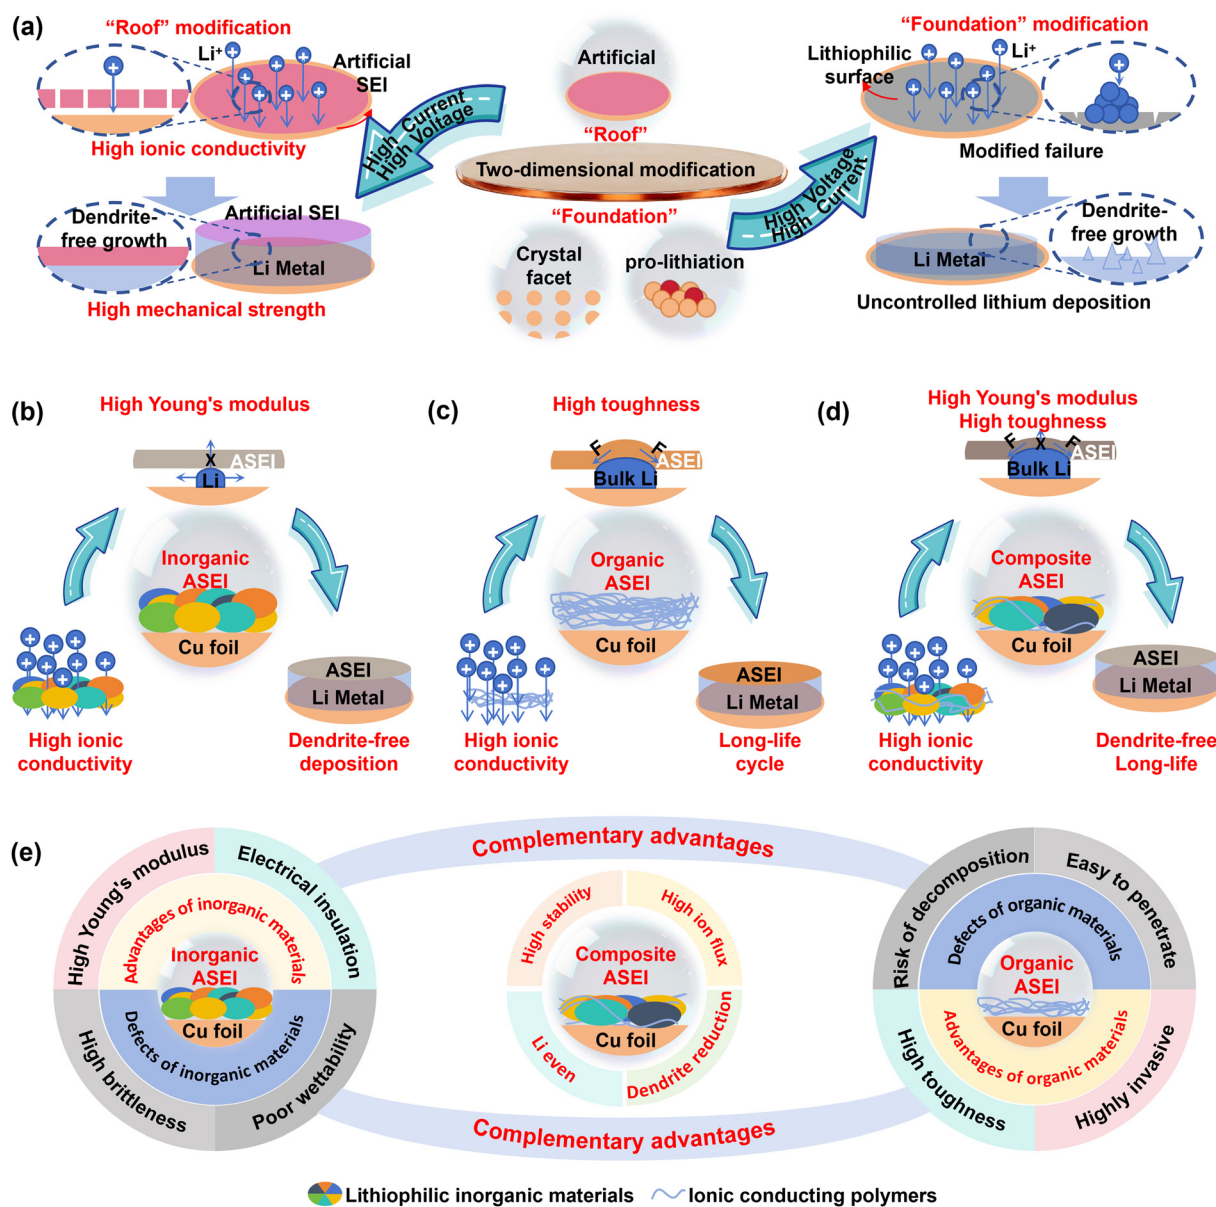 (a)
“Roof” modification
Li⁺
Artificial
SEI
High ionic conductivity
Dendrite-
free growth
Artificial SEI
Li Metal
High mechanical strength
High Current
High Voltage
Artificial
“Roof”
Two-dimensional modification
“Foundation”
Crystal
facet
pro-lithiation
High Voltage
High Current
“Foundation” modification
Lithiophilic
surface
Li⁺
Modified failure
Li Metal
Dendrite-
free growth
Uncontrolled lithium deposition
(b)
High Young's modulus
X
ASEI
Li
Inorganic
ASEI
Cu foil
High ionic
conductivity
ASEI
Li Metal
Dendrite-free
deposition
(c)
High toughness
F
F
ASEI
Bulk Li
Organic
ASEI
Cu foil
High ionic
conductivity
ASEI
Li Metal
Long-life
cycle
(d)
High Young's modulus
High toughness
F
X
F
ASEI
Bulk Li
Composite
ASEI
Cu foil
High ionic
conductivity
ASEI
Li Metal
Dendrite-free
Long-life
(e)
Complementary advantages
High Young's modulus
Electrical insulation
Advantages of inorganic materials
Inorganic
ASEI
Cu foil
Defects of inorganic materials
High brittleness
Poor wettability
High stability
High ion flux
Composite
ASEI
Cu foil
Li even
Dendrite reduction
Risk of decomposition
Easy to penetrate
Defects of organic materials
Organic
ASEI
Cu foil
Advantages of organic materials
High toughness
Highly invasive
Complementary advantages
Lithiophilic inorganic materials
Ionic conducting polymers